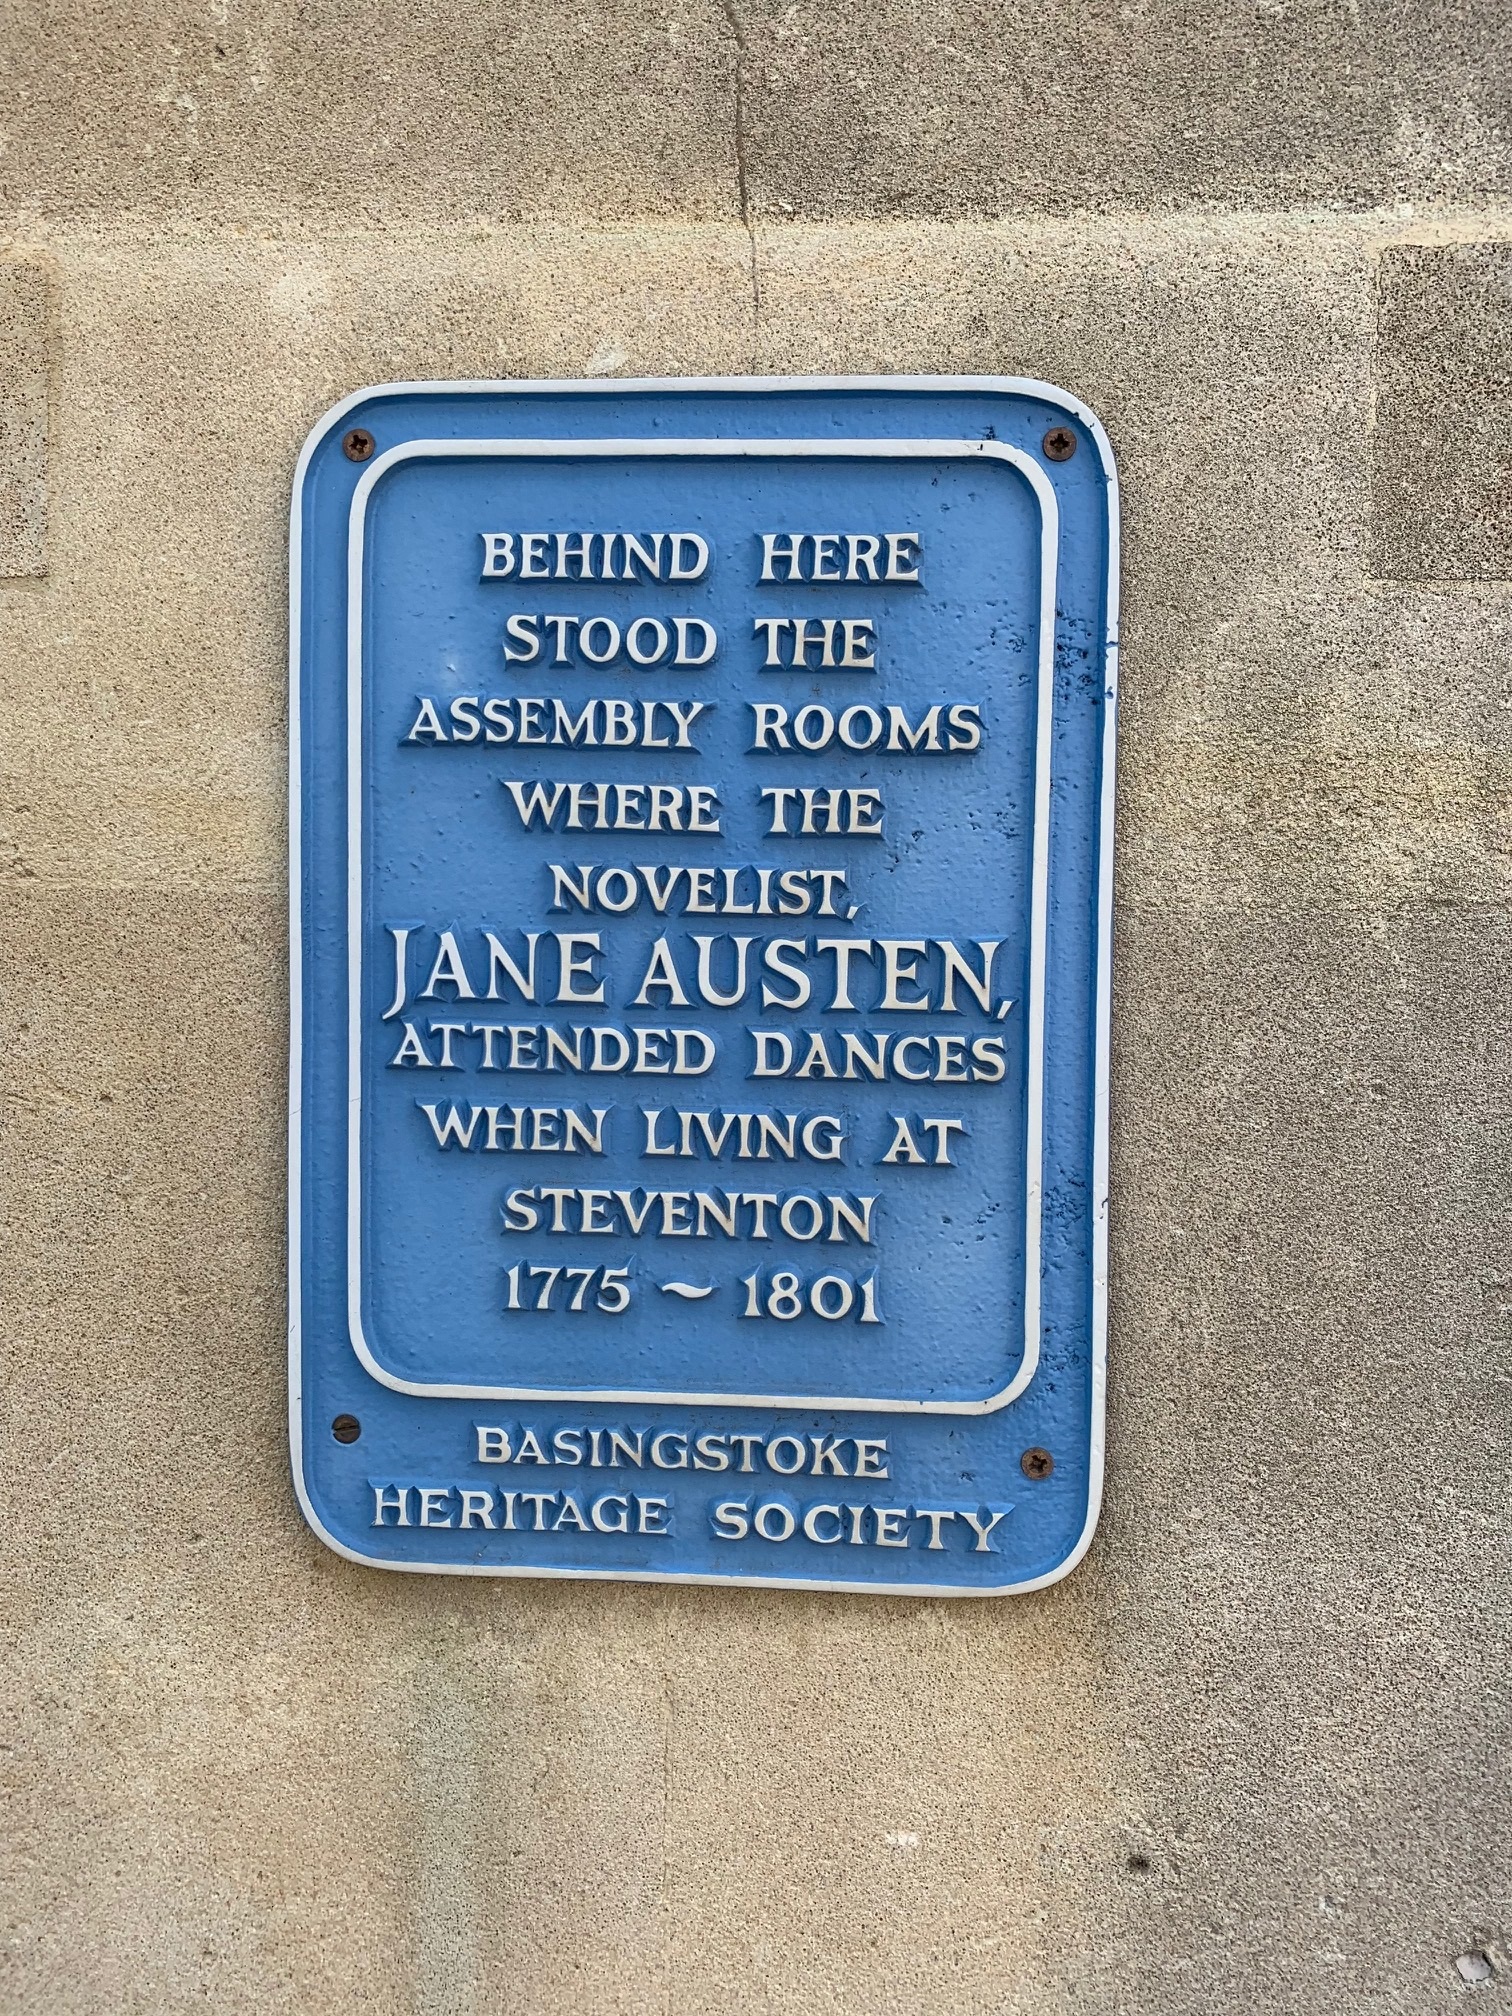 BEHIND HERE
STOOD THE
ASSEMBLY ROOMS
WHERE THE
NOVELIST,
JANE AUSTEN,
ATTENDED DANCES
WHEN LIVING AT
STEVENTON
1775 ~ 1801
BASINGSTOKE
HERITAGE SOCIETY